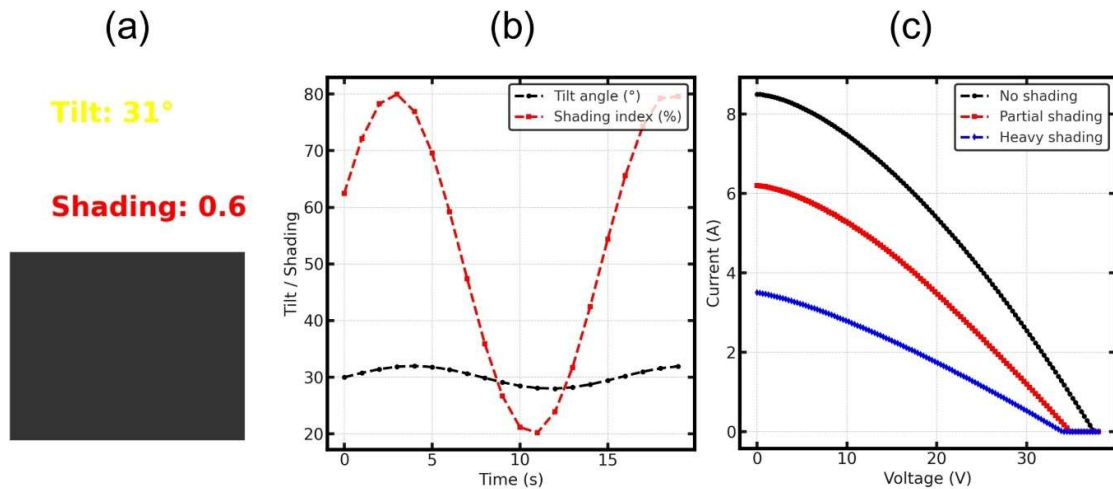 (a)
Tilt: 31°
Shading: 0.6
(b)
Tilt angle (°)
Shading index (%)
Tilt / Shading
80
70
60
50
40
30
20
0
5
10
15
Time (s)
(c)
No shading
Partial shading
Heavy shading
Current (A)
8
6
4
2
0
0
10
20
30
Voltage (V)